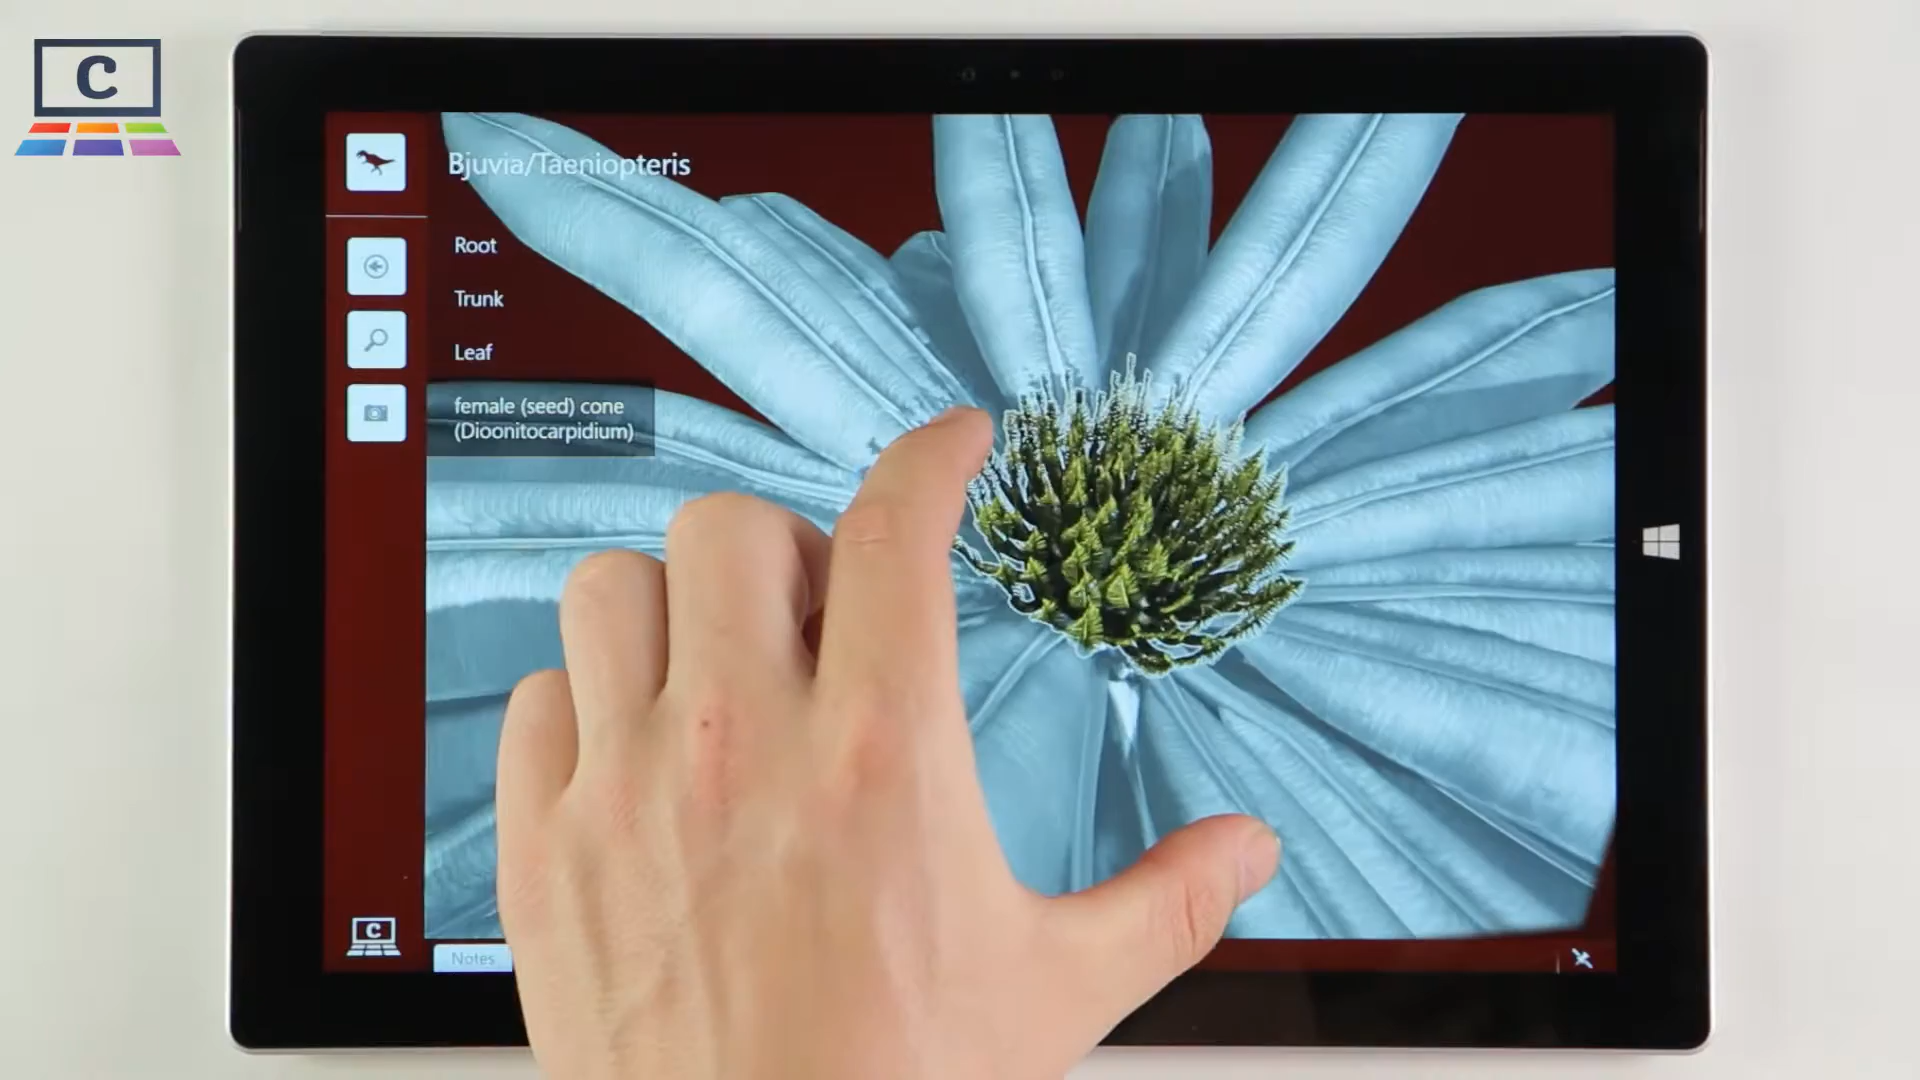 C
Bjuvia/Taeniopteris
Root
Trunk
Leaf
female (seed) cone
(Dioonitocarpidium)
C
Notes